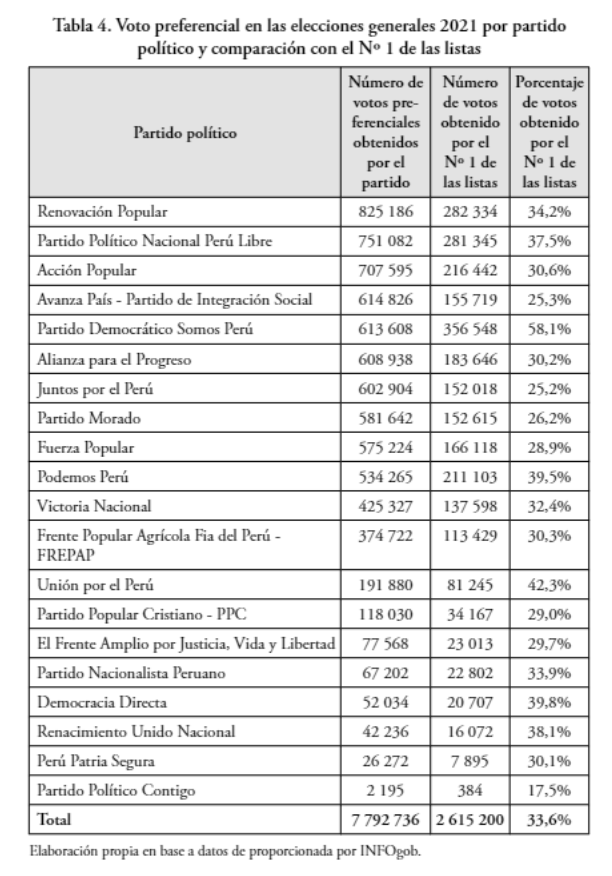 Tabla 4. Voto preferencial en las elecciones generales 2021 por partido
político y comparación con el Nº 1 de las listas
Partido político
Número de
votos pre-
ferenciales
obtenidos
por el
partido
Número
de votos
obtenido
por el
Nº 1 de
las listas
Porcentaje
de votos
obtenido
por el
Nº 1 de
las listas
Renovación Popular 825 186 282 334 34,2%
Partido Político Nacional Perú Libre 751 082 281 345 37,5%
Acción Popular 707 595 216 442 30,6%
Avanza País - Partido de Integración Social 614 826 155 719 25,3%
Partido Democrático Somos Perú 613 608 356 548 58,1%
Alianza para el Progreso 608 938 183 646 30,2%
Juntos por el Perú 602 904 152 018 25,2%
Partido Morado 581 642 152 615 26,2%
Fuerza Popular 575 224 166 118 28,9%
Podemos Perú 534 265 211 103 39,5%
Victoria Nacional 425 327 137 598 32,4%
Frente Popular Agrícola Fia del Perú - 374 722 113 429 30,3%
FREPAP
Unión por el Perú 191 880 81 245 42,3%
Partido Popular Cristiano - PPC 118 030 34 167 29,0%
El Frente Amplio por Justicia, Vida y Libertad 77 568 23 013 29,7%
Partido Nacionalista Peruano 67 202 22 802 33,9%
Democracia Directa 52 034 20 707 39,8%
Renacimiento Unido Nacional 42 236 16 072 38,1%
Perú Patria Segura 26 272 7 895 30,1%
Partido Político Contigo 2 195 384 17,5%
Total 7 792 736 2 615 200 33,6%
Elaboración propia en base a datos de proporcionada por INFOgob.